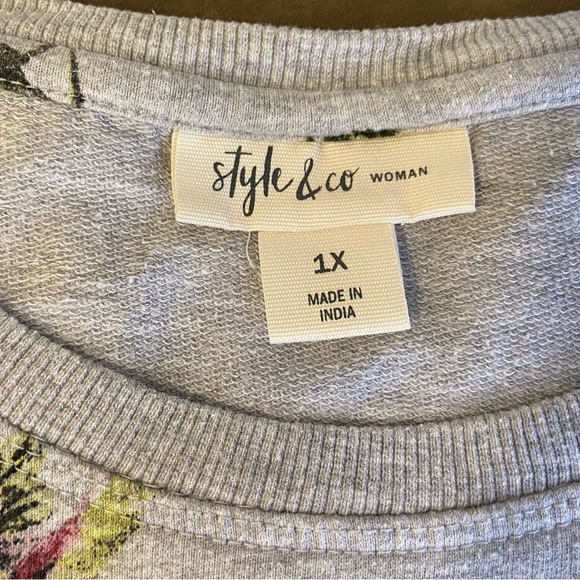 style & co WOMAN
1X
MADE IN
INDIA